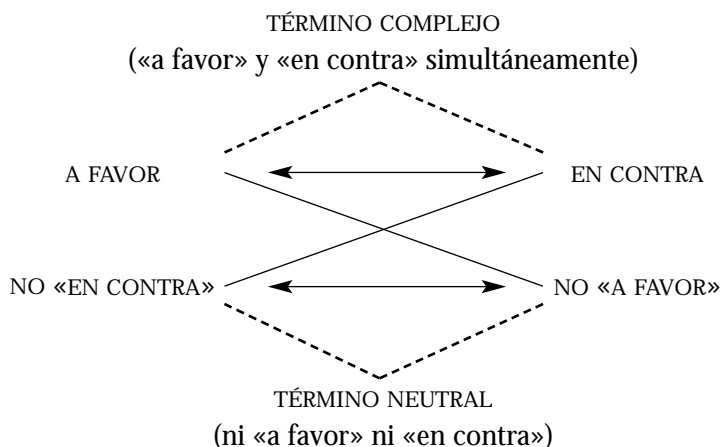 TÉRMINO COMPLEJO
(«a favor» y «en contra» simultáneamente)
A FAVOR
EN CONTRA
NO «EN CONTRA»
NO «A FAVOR»
TÉRMINO NEUTRAL
(ni «a favor» ni «en contra»)